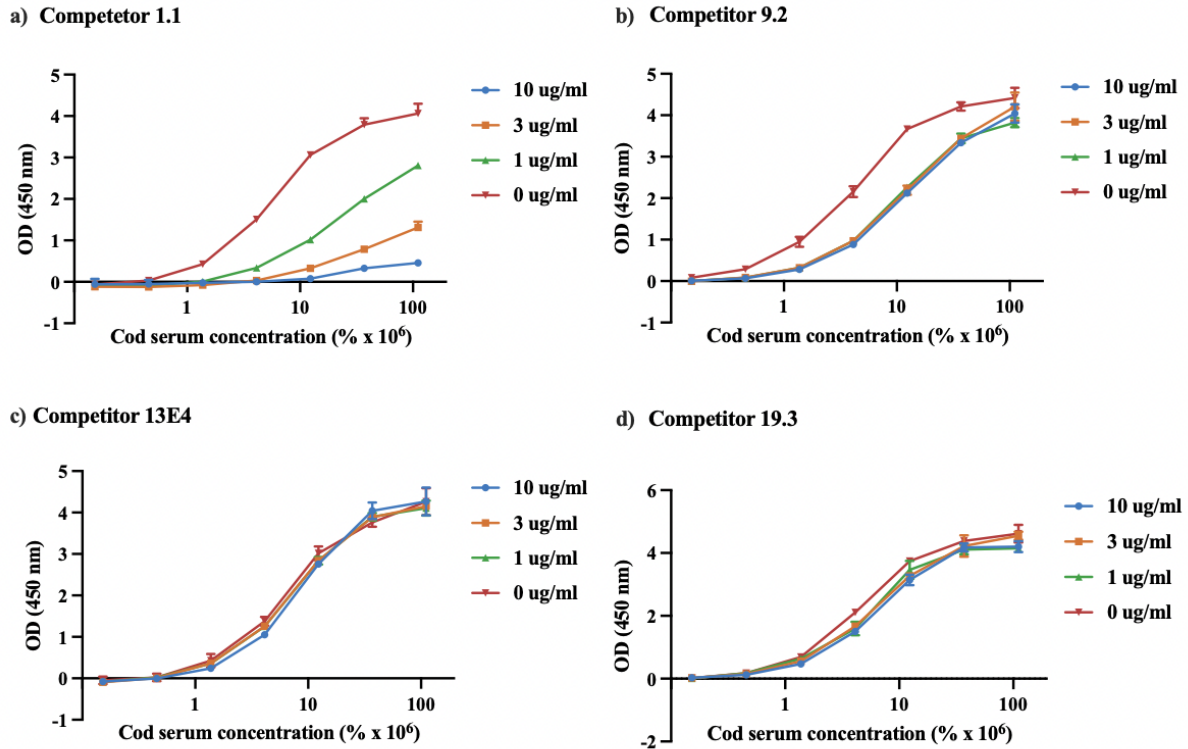 a) Competetor 1.1
b) Competitor 9.2
5
4
3
2
1
0
-1
OD (450 nm)
1
10
100
Cod serum concentration (% x 10⁶)
10 ug/ml
3 ug/ml
1 ug/ml
0 ug/ml
5
4
3
2
1
0
-1
OD (450 nm)
1
10
100
Cod serum concentration (% x 10⁶)
10 ug/ml
3 ug/ml
1 ug/ml
0 ug/ml
c) Competitor 13E4
d) Competitor 19.3
5
4
3
2
1
0
-1
OD (450 nm)
1
10
100
Cod serum concentration (% x 10⁶)
10 ug/ml
3 ug/ml
1 ug/ml
0 ug/ml
6
4
2
0
-2
OD (450 nm)
1
10
100
Cod serum concentration (% x 10⁶)
10 ug/ml
3 ug/ml
1 ug/ml
0 ug/ml